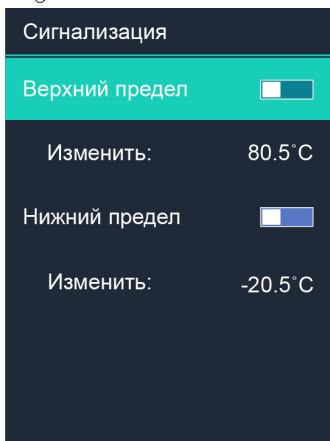 Сигнализация
Верхний предел
Изменить: 80.5°C
Нижний предел
Изменить: -20.5°C